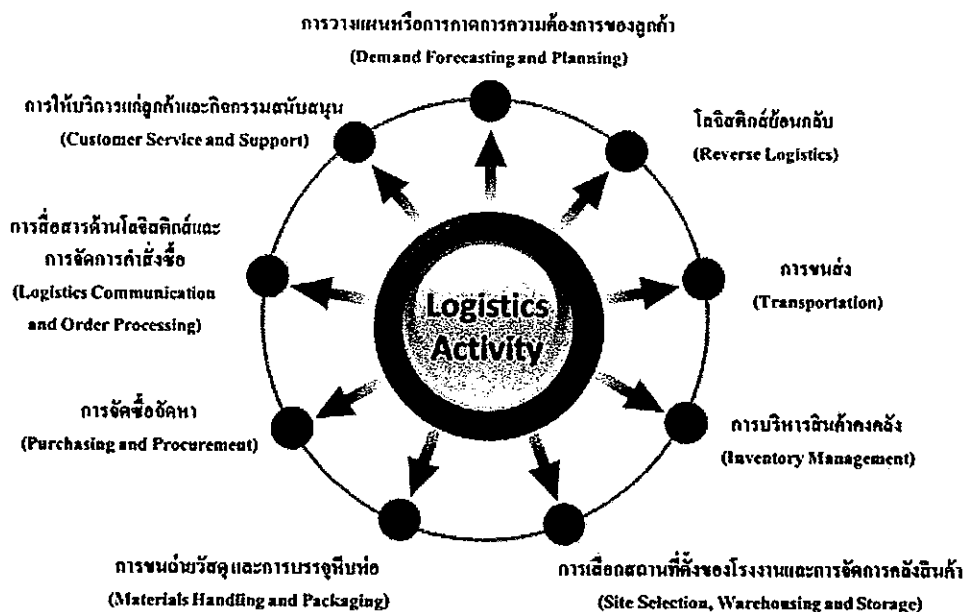 การวางแผนหรือการคาดการความต้องการของลูกค้า
(Demand Forecasting and Planning)
การให้บริการแก่ลูกค้าและกิจกรรมสนับสนุน
(Customer Service and Support)
โลจิสติกส์ย้อนกลับ
(Reverse Logistics)
การสื่อสารด้านโลจิสติกส์และ
การจัดการคำสั่งซื้อ
(Logistics Communication
and Order Processing)
Logistics
Activity
การขนส่ง
(Transportation)
การจัดซื้อจัดหา
(Purchasing and Procurement)
การบริหารสินค้าคงคลัง
(Inventory Management)
การขนถ่ายวัสดุและการบรรจุหีบห่อ
(Materials Handling and Packaging)
การเลือกสถานที่ตั้งของโรงงานและการจัดการคลังสินค้า
(Site Selection, Warehousing and Storage)